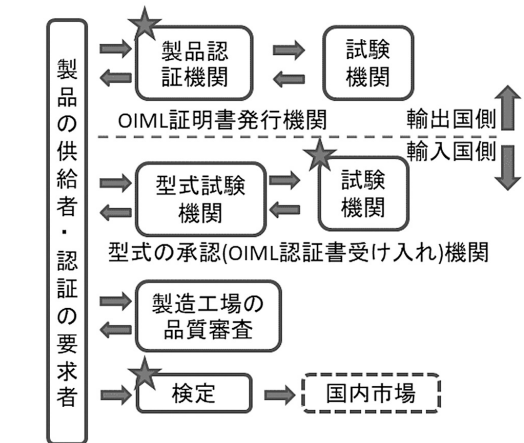 製品の供給者・認証の要求者
製品認
証機関
試験
機関
OIML証明書発行機関
輸出国側
輸入国側
型式試験
機関
試験
機関
型式の承認(OIML認証書受け入れ)機関
製造工場の
品質審査
検定
国内市場